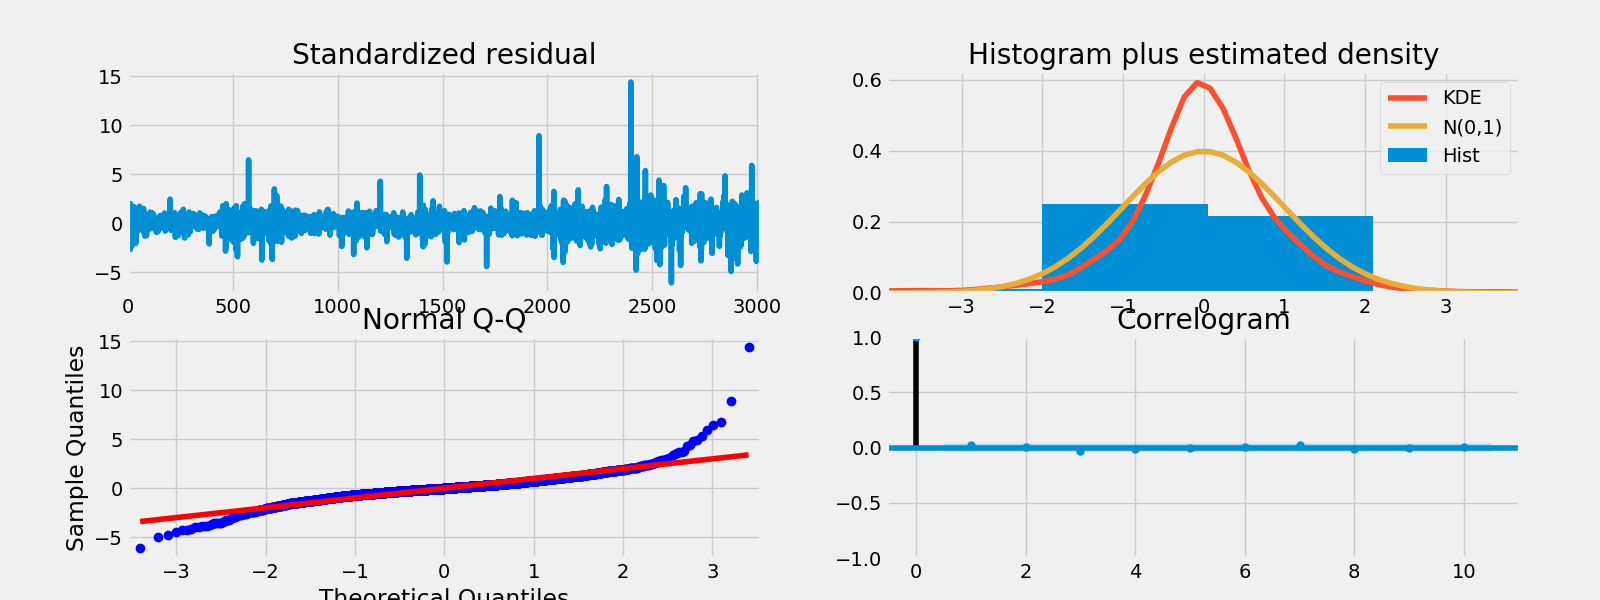 Standardized residual
15
10
5
0
−5
0 500 1000 1500 2000 2500 3000
Histogram plus estimated density
0.6
0.4
0.2
0.0
KDE
N(0,1)
Hist
−3 −2 −1 0 1 2 3
Normal Q-Q
Sample Quantiles
15
10
5
0
−5
−3 −2 −1 0 1 2 3
Theoretical Quantiles
Correlogram
1.0
0.5
0.0
−0.5
−1.0
0 2 4 6 8 10